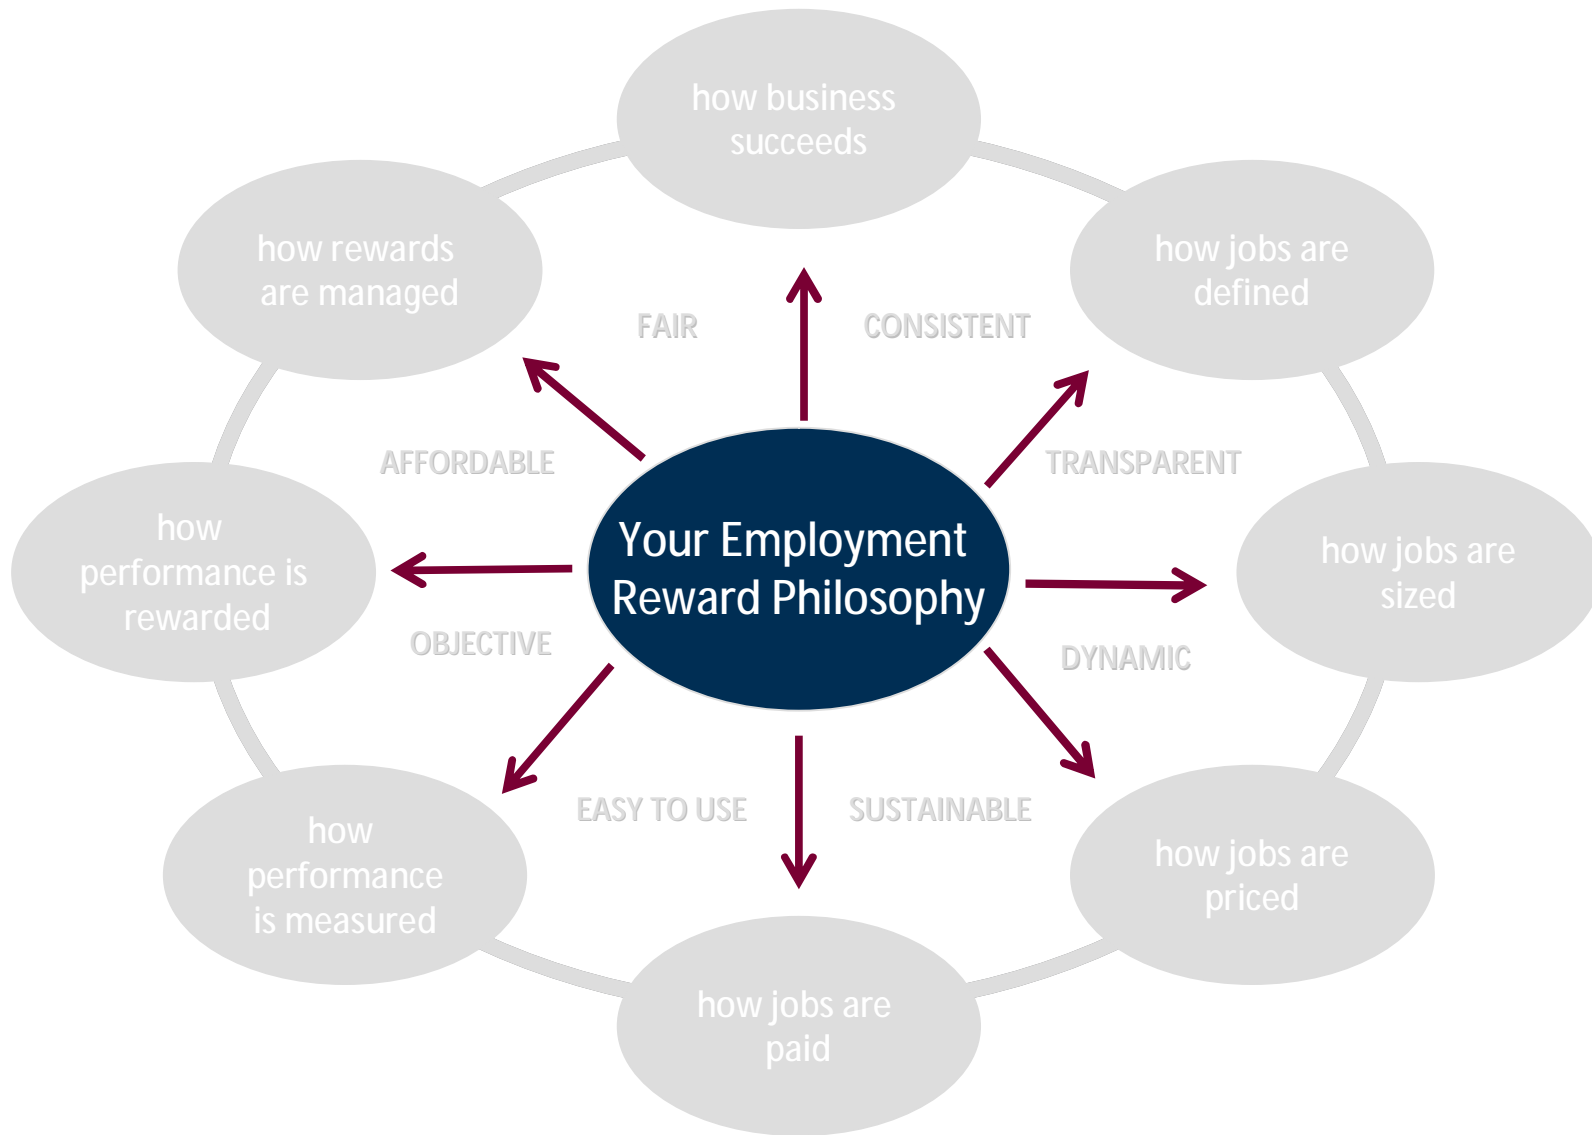 how business
succeeds
how rewards
are managed
how jobs are
defined
FAIR
CONSISTENT
AFFORDABLE
TRANSPARENT
how
performance is
rewarded
Your Employment
Reward Philosophy
how jobs are
sized
OBJECTIVE
DYNAMIC
EASY TO USE
SUSTAINABLE
how
performance
is measured
how jobs are
priced
how jobs are
paid